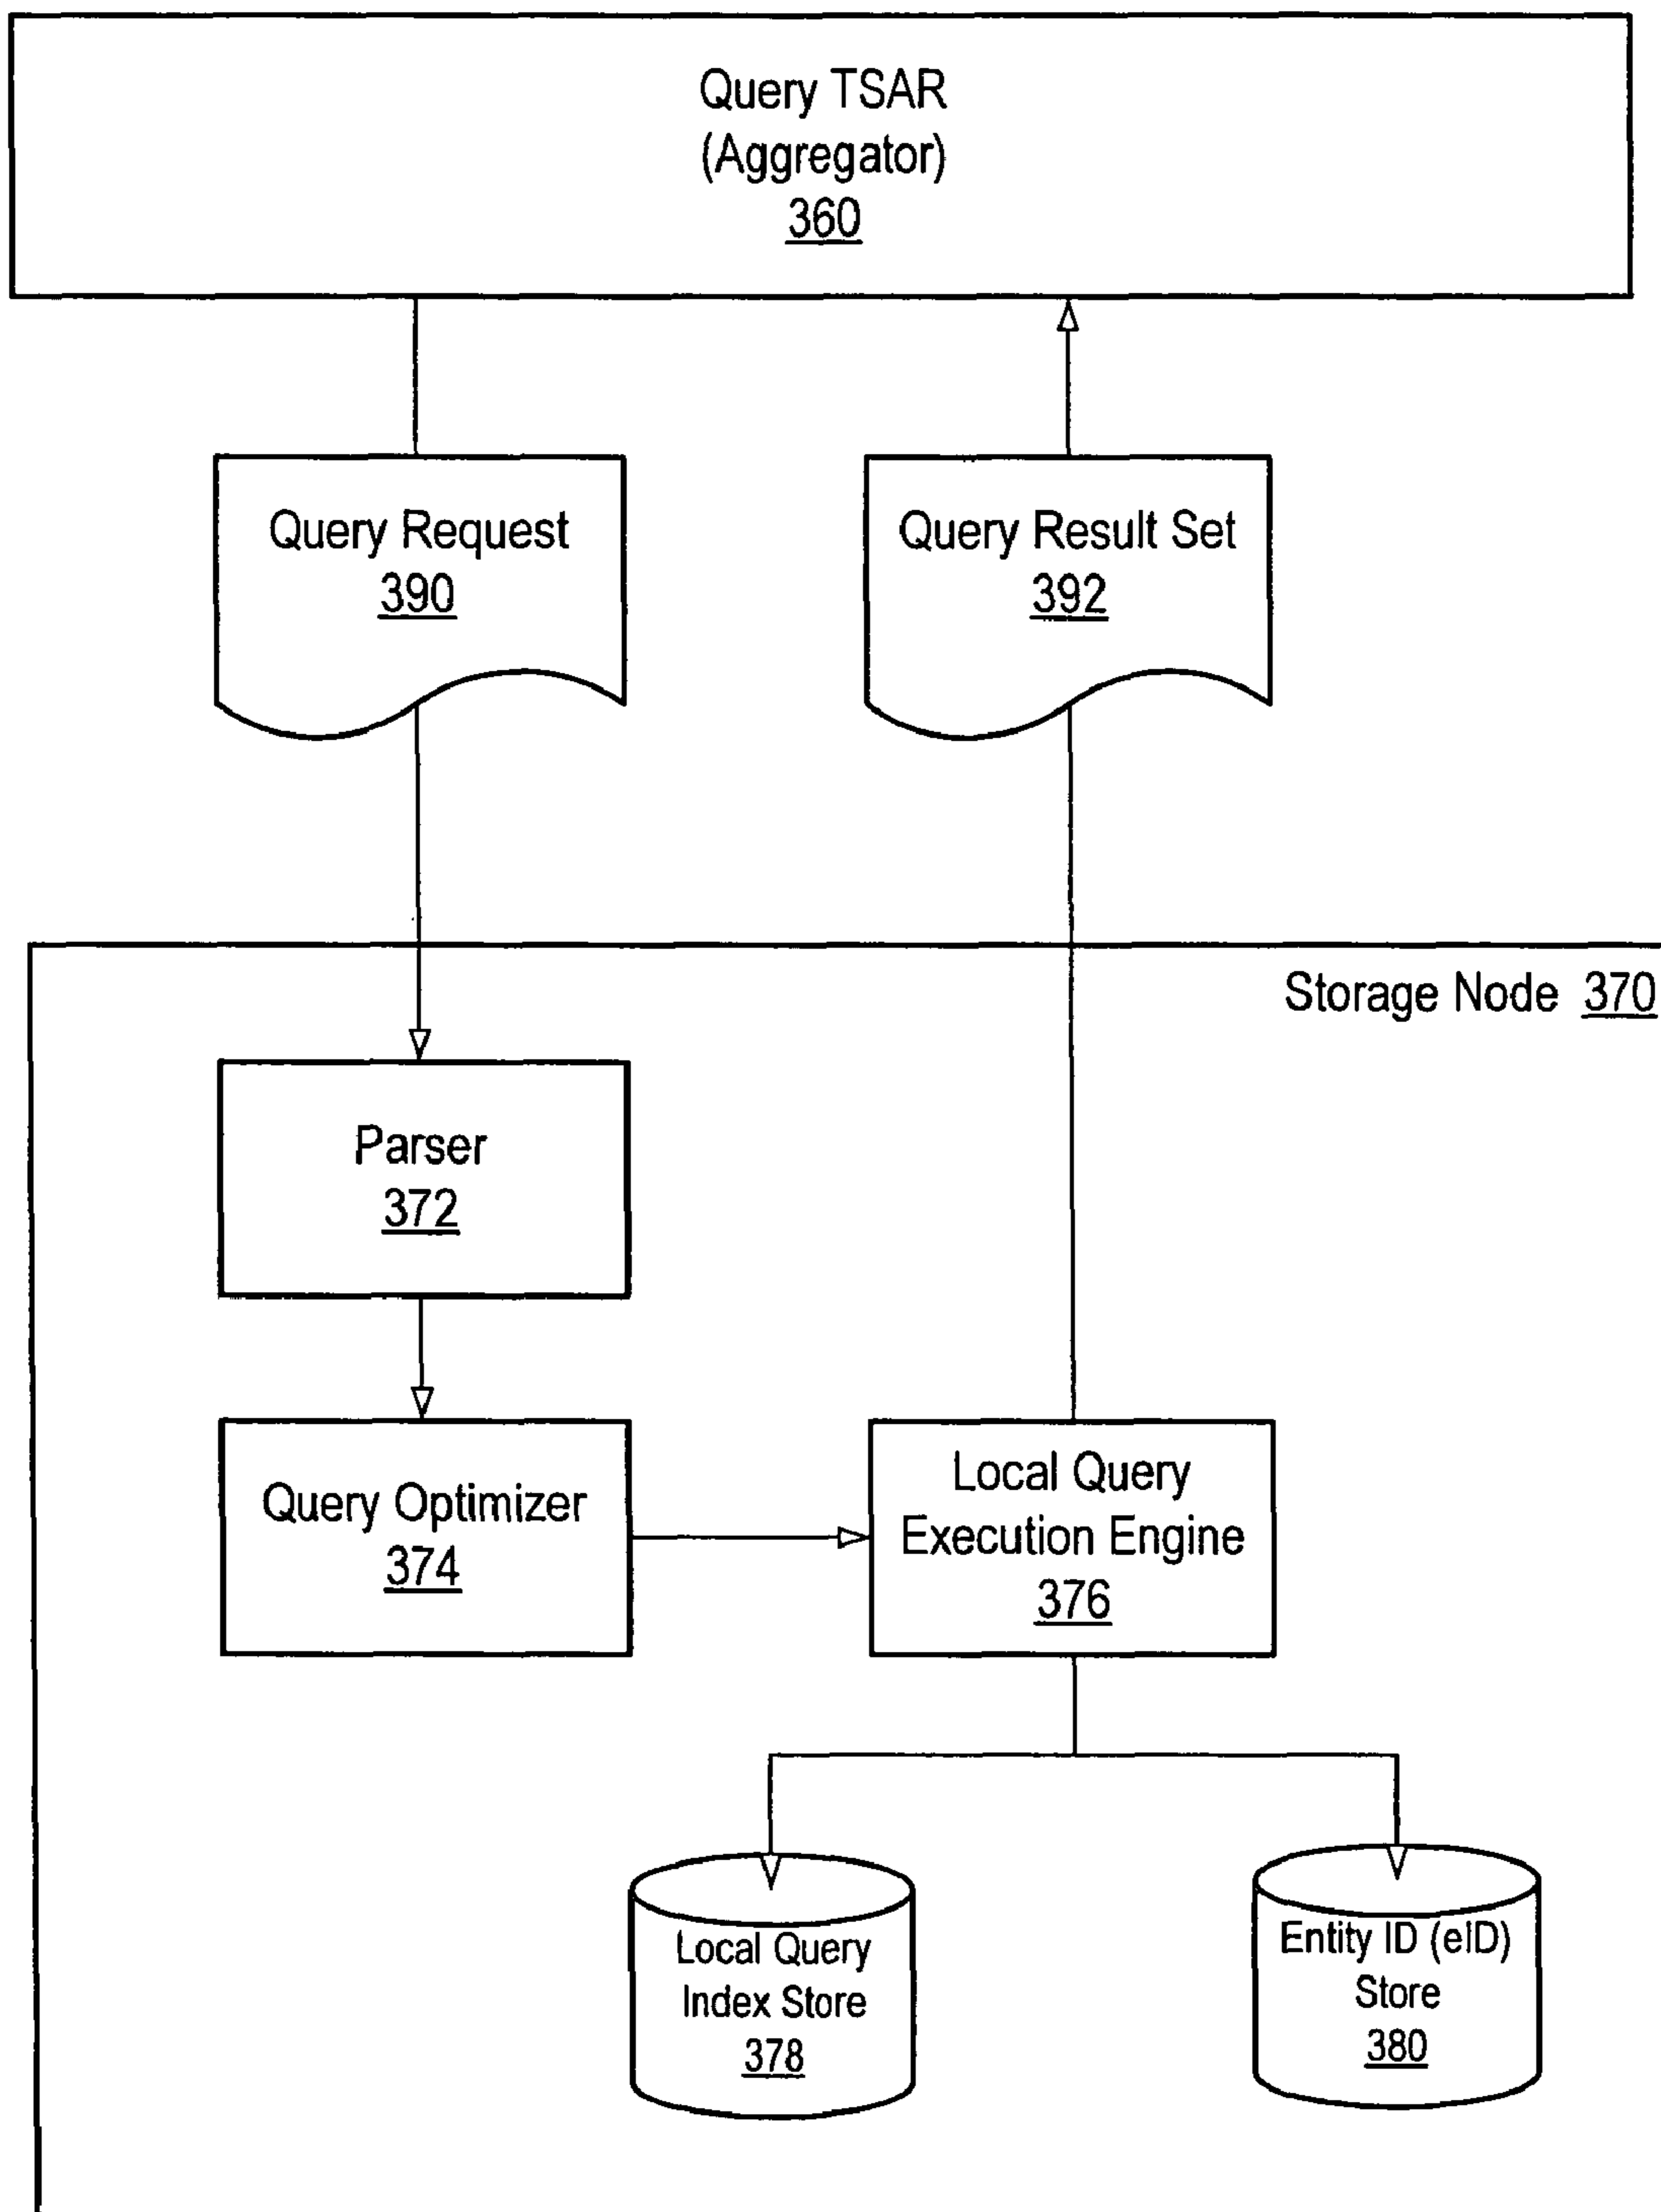 Query TSAR
(Aggregator)
360
Query Request
390
Query Result Set
392
Storage Node 370
Parser
372
Query Optimizer
374
Local Query
Execution Engine
376
Local Query
Index Store
378
Entity ID (eID)
Store
380